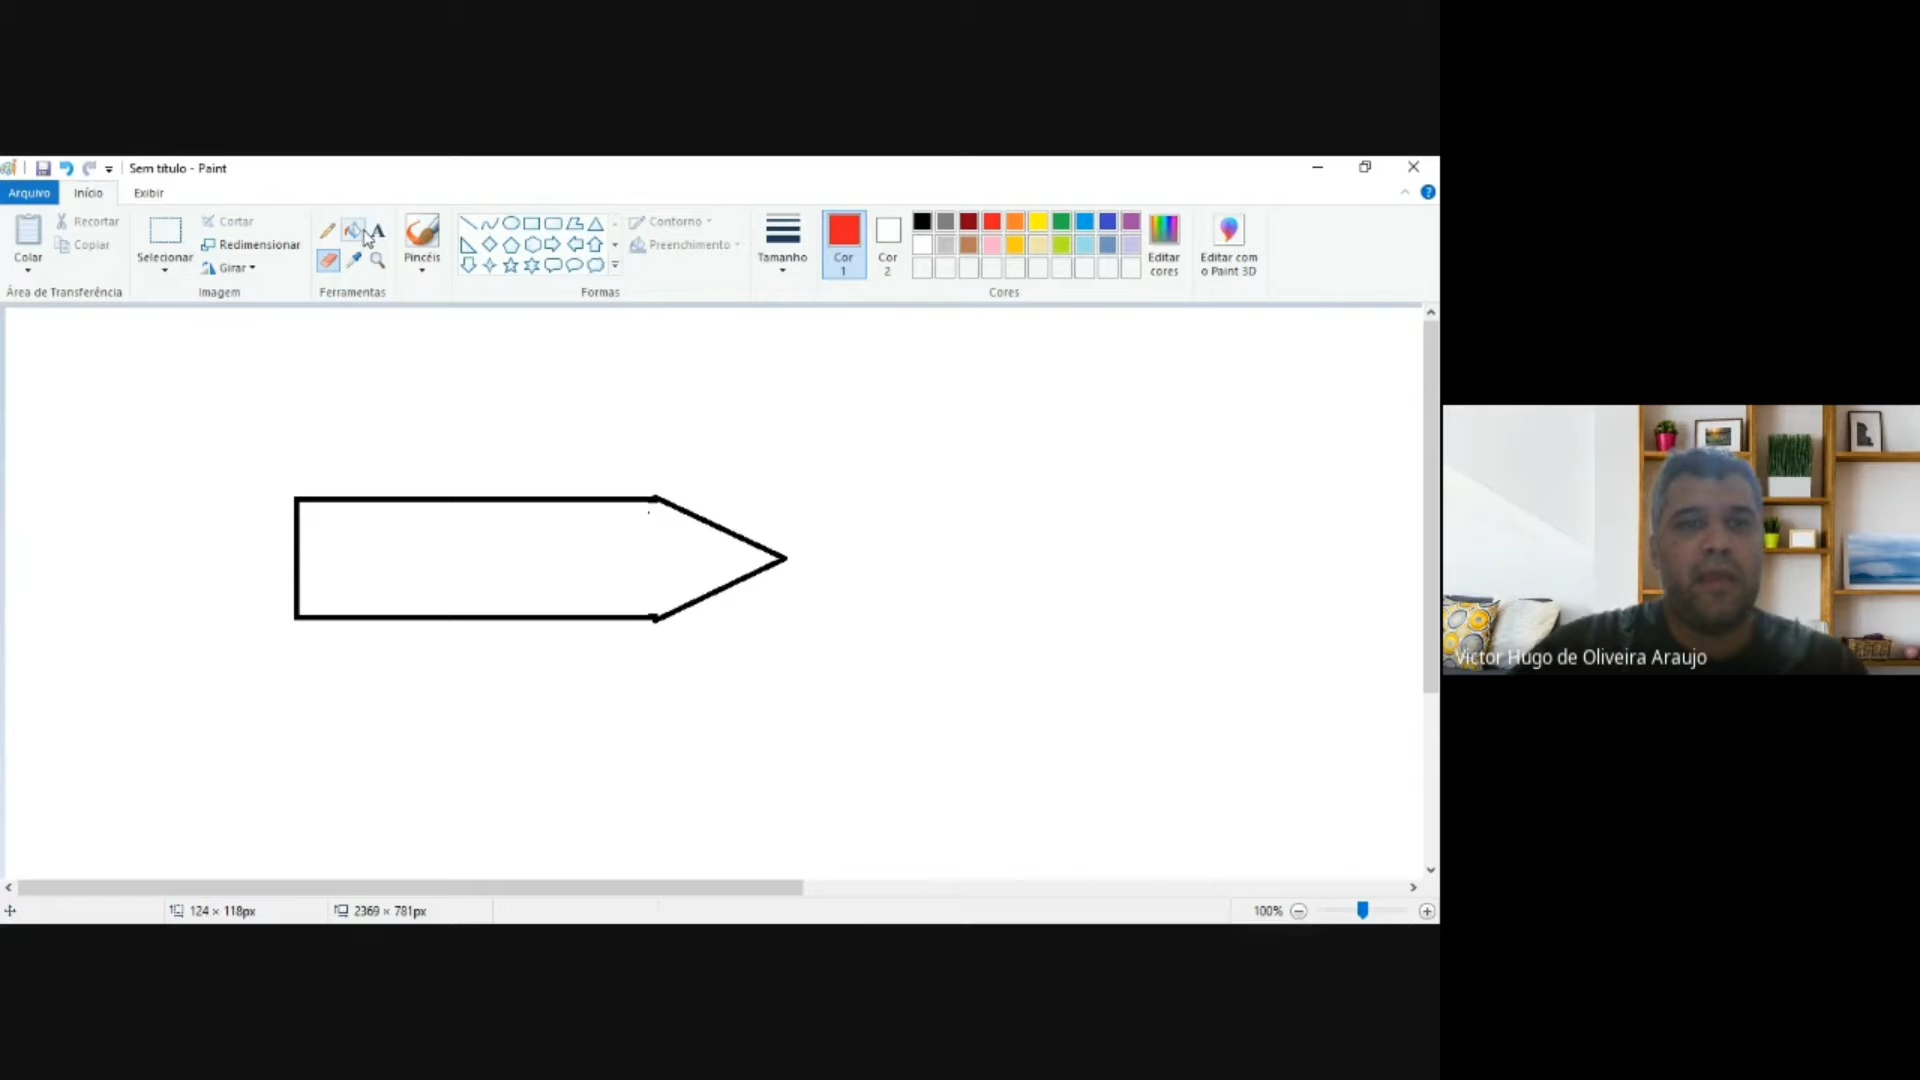 Sem título - Paint
Arquivo Início Exibir
Colar
Recortar
Copiar
Área de Transferência
Selecionar
Cortar
Redimensionar
Girar
Imagem
A
Ferramentas
Pincéis
Contorno
Preenchimento
Formas
Tamanho
Cor
1
Cor
2
Editar
cores
Cores
Editar com
o Paint 3D
Victor Hugo de Oliveira Araujo
124 × 118px
2369 × 781px
100%